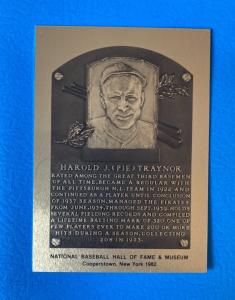 HAROLD J. (PIE) TRAYNOR
RATED AMONG THE GREAT THIRD BASEMEN
OF ALL TIME. BECAME A REGULAR WITH
THE PITTSBURGH N.L. TEAM IN 1922 AND
CONTINUED AS A PLAYER UNTIL CONCLUSION
OF 1937 SEASON. MANAGED THE PIRATES
FROM JUNE, 1934, THROUGH SEPT. 1939. HOLDS
SEVERAL FIELDING RECORDS AND COMPILED
A LIFETIME BATTING MARK OF .320. ONE OF
FEW PLAYERS EVER TO MAKE 200 OR MORE
HITS DURING A SEASON, COLLECTING
208 IN 1923.
NATIONAL BASEBALL HALL OF FAME & MUSEUM
Cooperstown, New York 1982